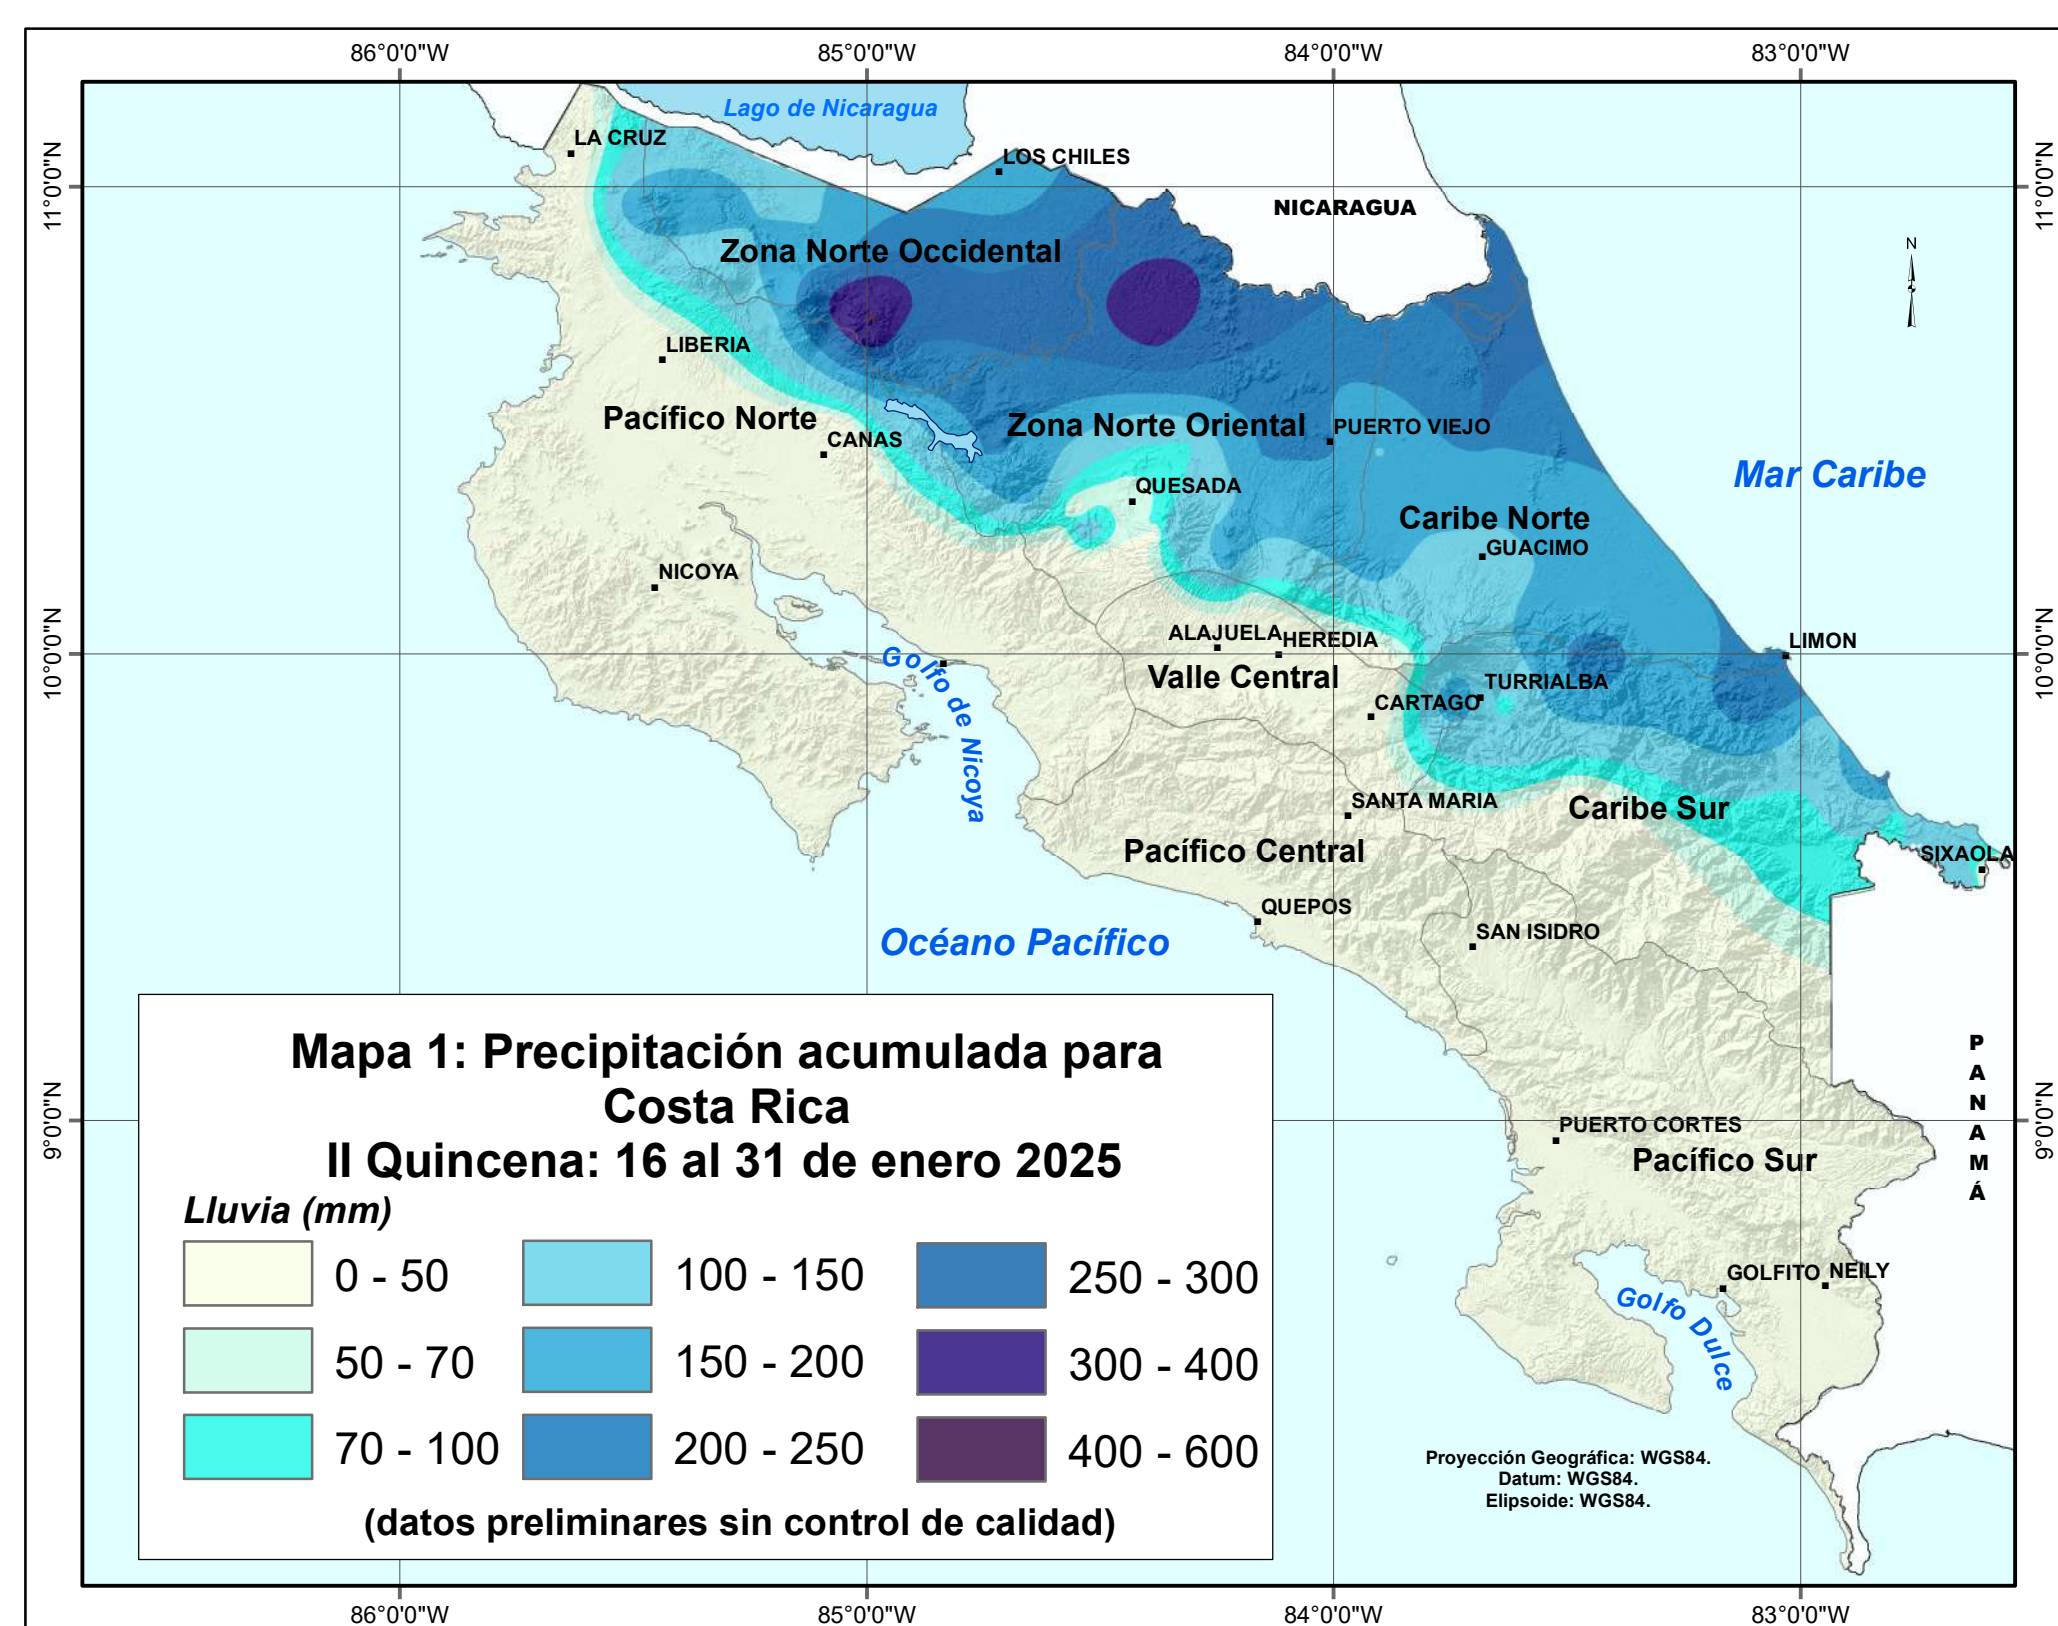 86°0'0"W
85°0'0"W
84°0'0"W
83°0'0"W
Lago de Nicaragua
LA CRUZ
LOS CHILES
11°0'0"N
11°0'0"N
NICARAGUA
N
Zona Norte Occidental
LIBERIA
Pacífico Norte
CANAS
Zona Norte Oriental
PUERTO VIEJO
Mar Caribe
QUESADA
Caribe Norte
GUACIMO
NICOYA
10°0'0"N
10°0'0"N
ALAJUELA
HEREDIA
LIMON
Golfo de Nicoya
Valle Central
TURRIALBA
CARTAGO
SANTA MARIA
Caribe Sur
Pacífico Central
SIXAOLA
QUEPOS
SAN ISIDRO
Océano Pacífico
PANAMÁ
9°0'0"N
9°0'0"N
PUERTO CORTES
Pacífico Sur
GOLFITO
NEILY
Golfo Dulce
Mapa 1: Precipitación acumulada para
Costa Rica
II Quincena: 16 al 31 de enero 2025
Lluvia (mm)
0 - 50
100 - 150
250 - 300
50 - 70
150 - 200
300 - 400
70 - 100
200 - 250
400 - 600
(datos preliminares sin control de calidad)
Proyección Geográfica: WGS84.
Datum: WGS84.
Elipsoide: WGS84.
86°0'0"W
85°0'0"W
84°0'0"W
83°0'0"W